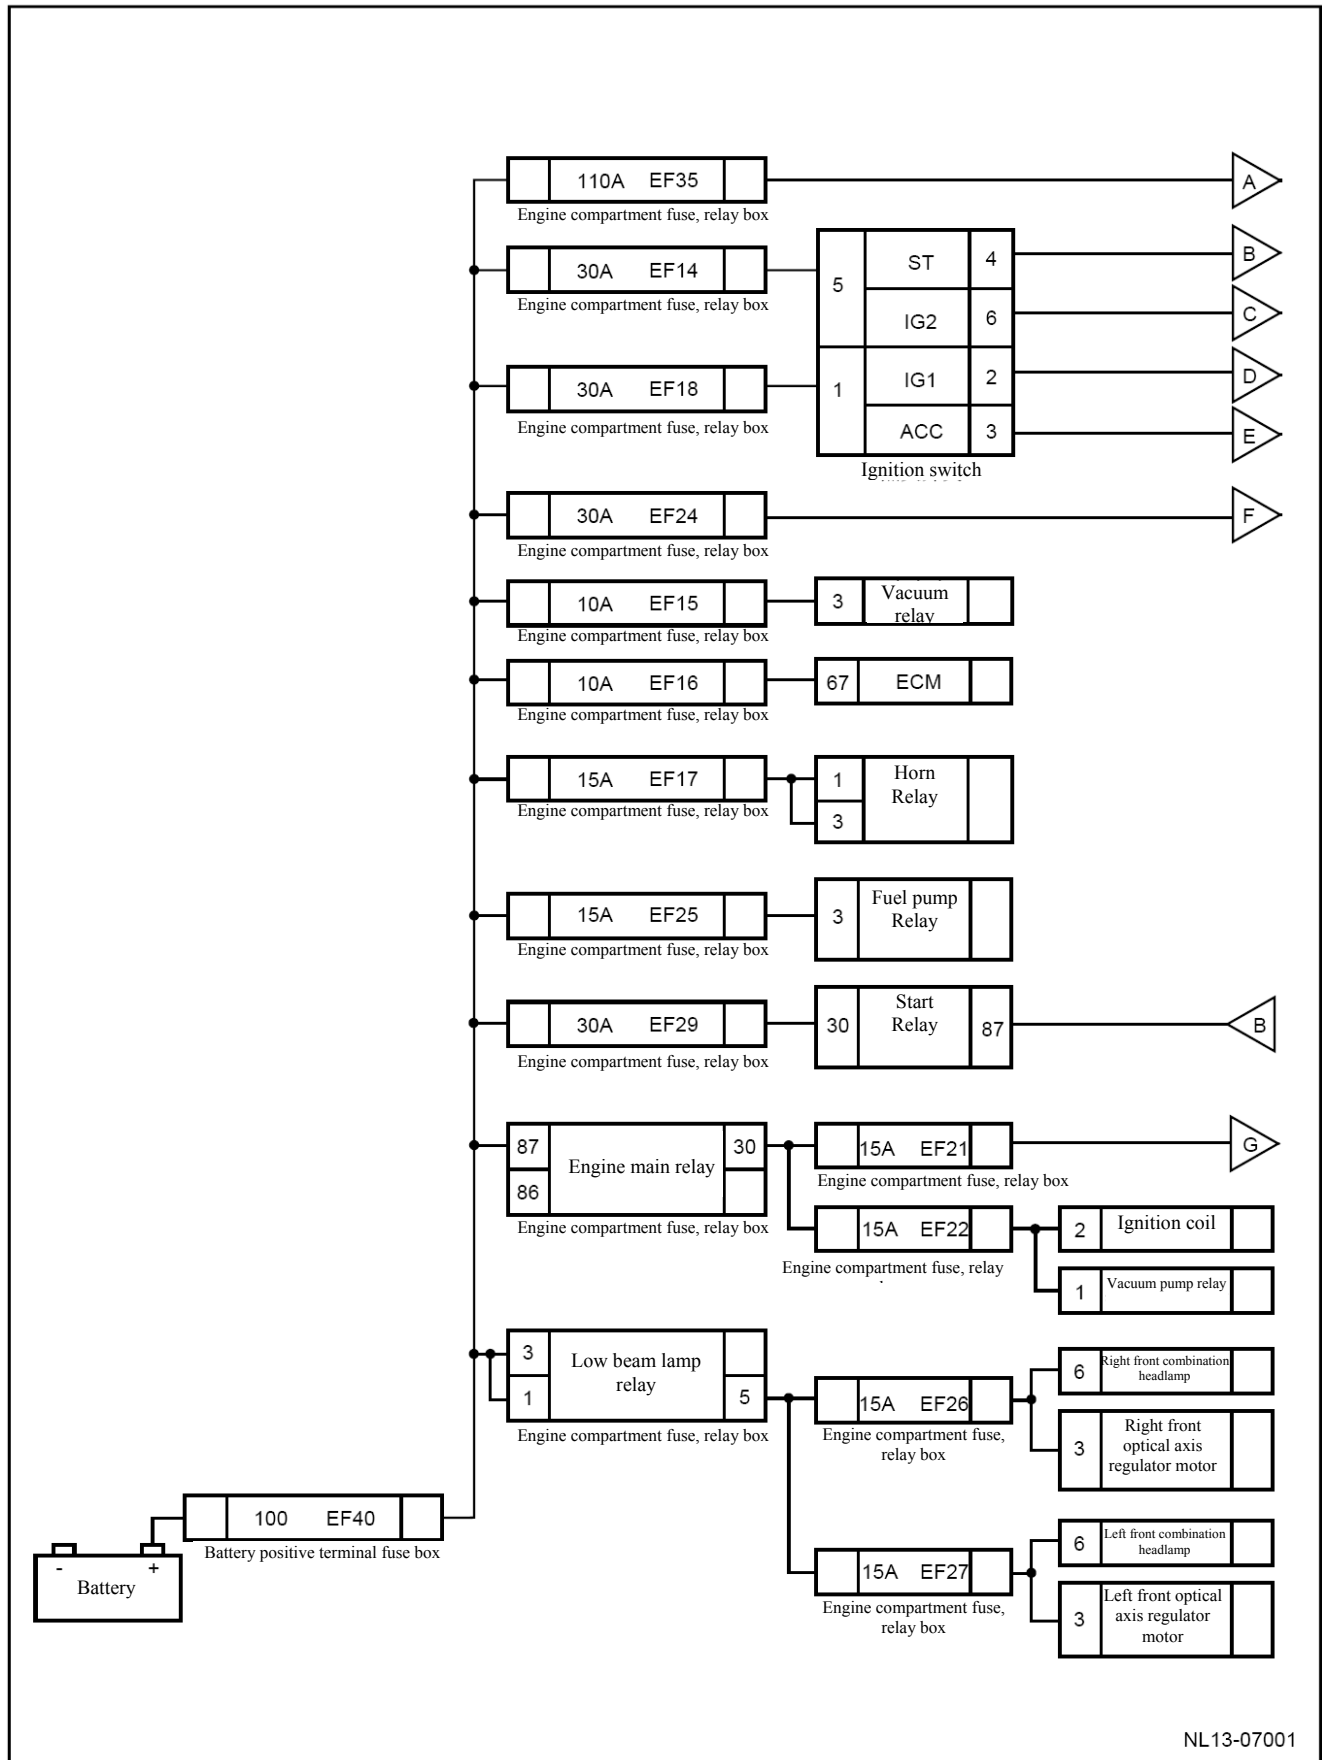 110A EF35
A
Engine compartment fuse, relay box
30A EF14
5
ST
4
B
Engine compartment fuse, relay box
IG2
6
C
30A EF18
1
IG1
2
D
Engine compartment fuse, relay box
ACC
3
E
Ignition switch
30A EF24
F
Engine compartment fuse, relay box
10A EF15
3
Vacuum
relay
Engine compartment fuse, relay box
10A EF16
67
ECM
Engine compartment fuse, relay box
15A EF17
1
3
Horn
Relay
Engine compartment fuse, relay box
15A EF25
3
Fuel pump
Relay
Engine compartment fuse, relay box
30A EF29
30
Start
Relay
87
B
Engine compartment fuse, relay box
87
86
Engine main relay
30
Engine compartment fuse, relay box
15A EF21
G
Engine compartment fuse, relay box
15A EF22
Engine compartment fuse, relay
2
Ignition coil
1
Vacuum pump relay
3
1
Low beam lamp
relay
5
Engine compartment fuse, relay box
15A EF26
Engine compartment fuse,
relay box
6
Right front combination
headlamp
3
Right front
optical axis
regulator motor
15A EF27
Engine compartment fuse,
relay box
6
Left front combination
headlamp
3
Left front optical
axis regulator
motor
100 EF40
Battery positive terminal fuse box
- +
Battery
NL13-07001